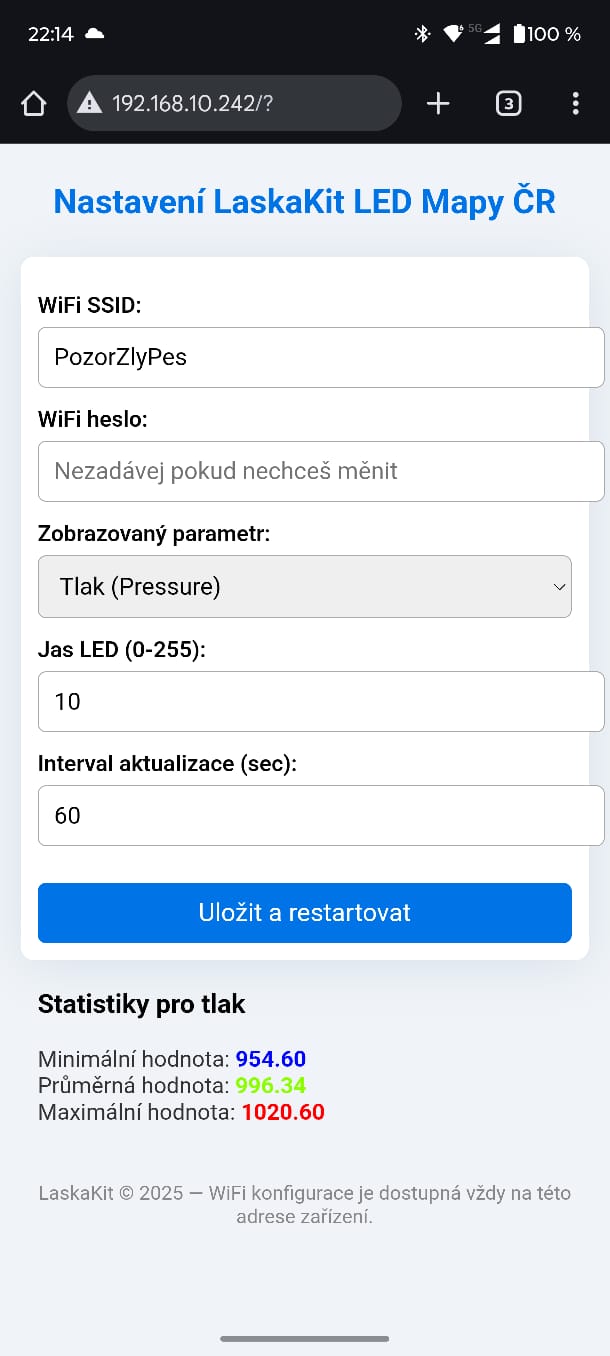 22:14
5G
100 %
192.168.10.242/?
3
Nastavení LaskaKit LED Mapy ČR
WiFi SSID:
PozorZlyPes
WiFi heslo:
Nezadávej pokud nechceš měnit
Zobrazovaný parametr:
Tlak (Pressure)
Jas LED (0-255):
10
Interval aktualizace (sec):
60
Uložit a restartovat
Statistiky pro tlak
Minimální hodnota: 954.60
Průměrná hodnota: 996.34
Maximální hodnota: 1020.60
LaskaKit © 2025 — WiFi konfigurace je dostupná vždy na této
adrese zařízení.